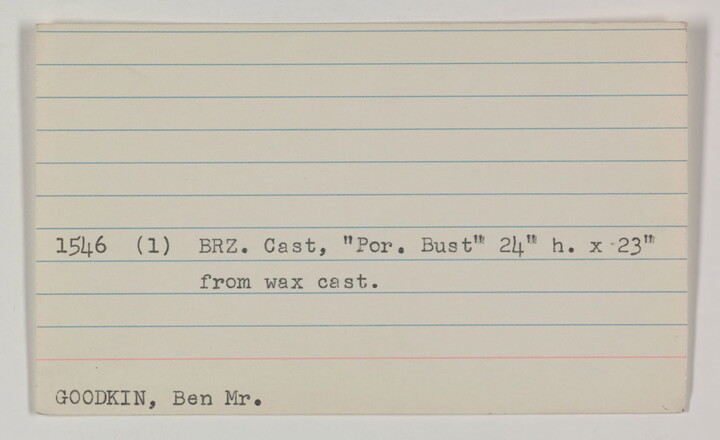 1546 (1) BRZ. Cast, "Por. Bust" 24" h. x 23"
from wax cast.
GOODKIN, Ben Mr.